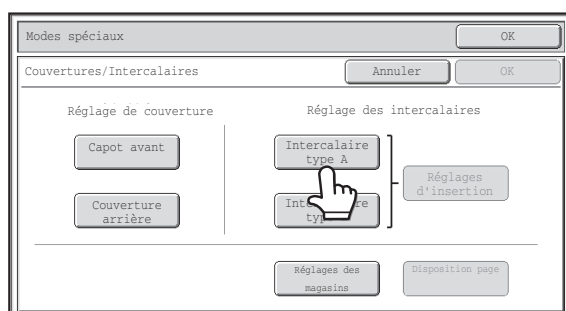 Modes spéciaux
OK
Couvertures/Intercalaires
Annuler
OK
Réglage de couverture
Réglage des intercalaires
Capot avant
Intercalaire
type A
Réglages
d'insertion
Couverture
arrière
Réglages des
magasins
Disposition page